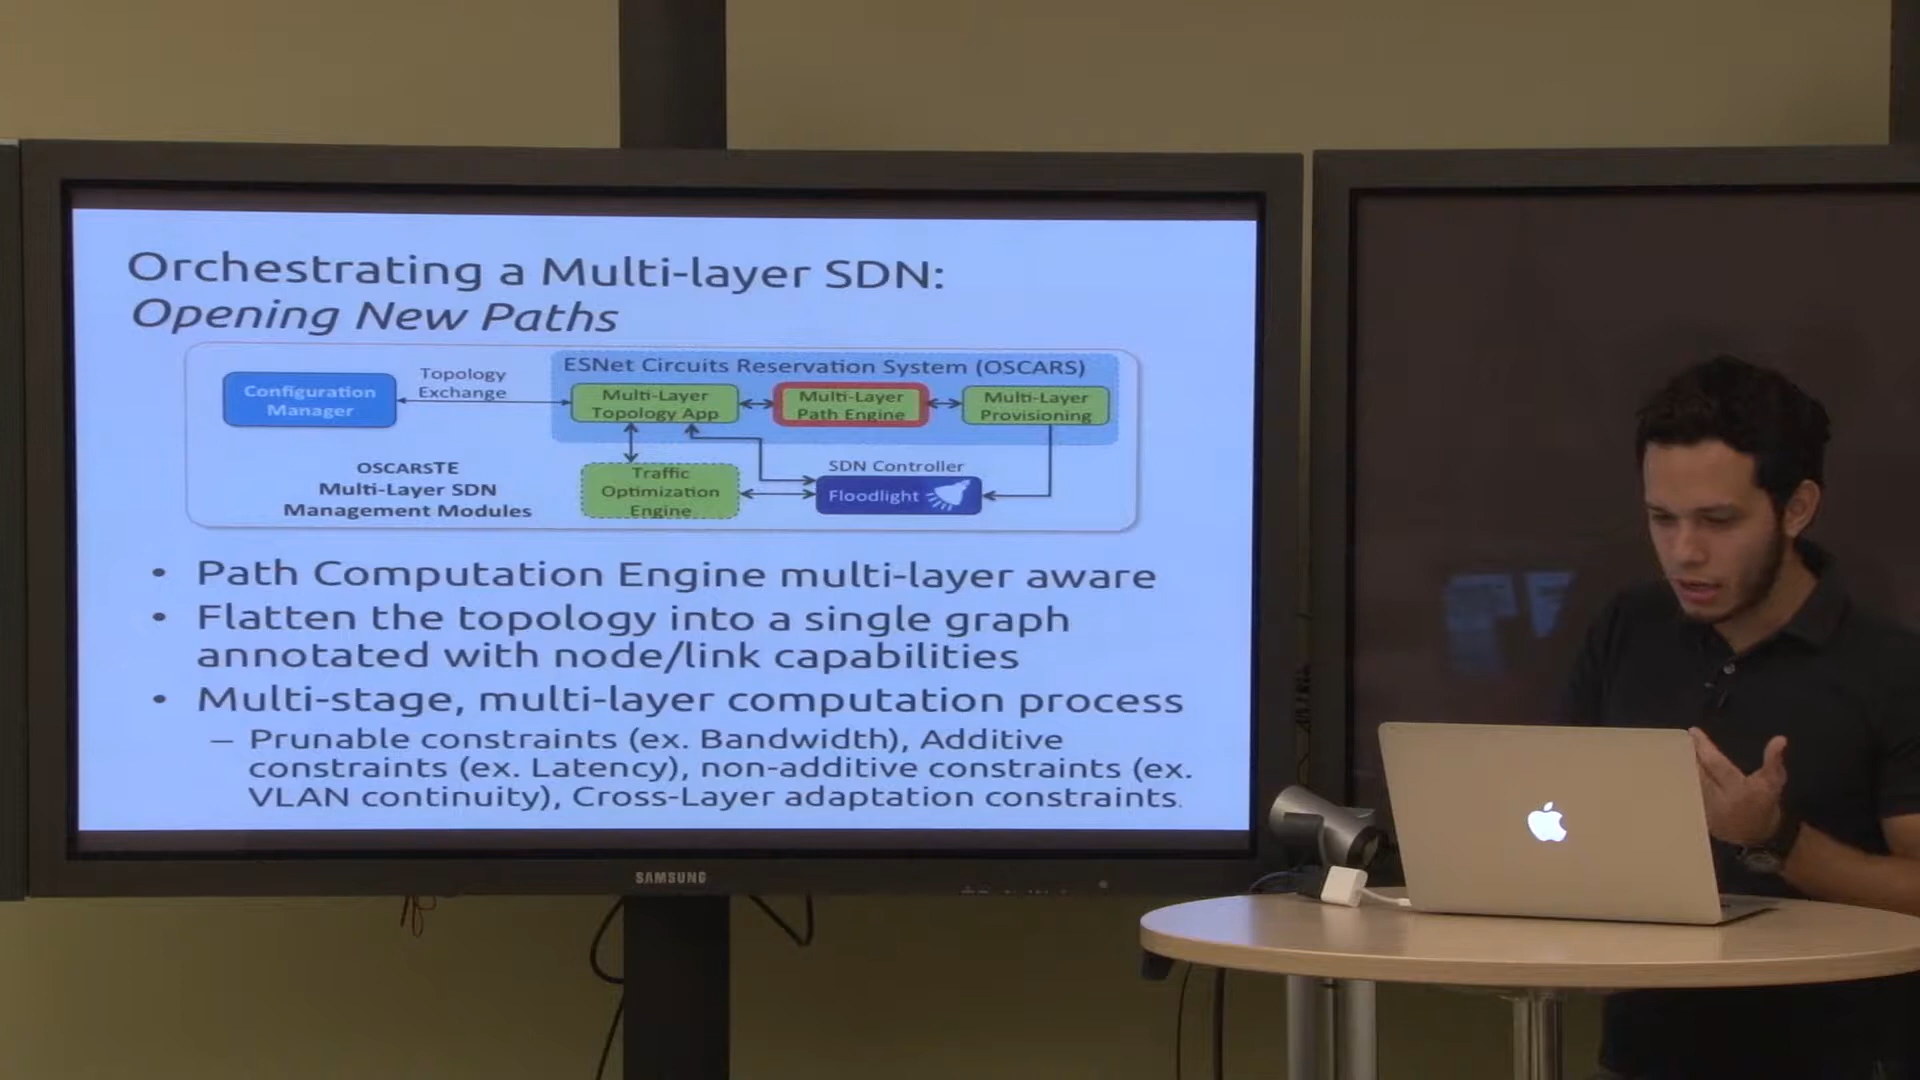 Orchestrating a Multi-layer SDN:
Opening New Paths
ESNet Circuits Reservation System (OSCARS)
Configuration
Manager
Topology
Exchange
Multi-Layer
Topology App
Multi-Layer
Path Engine
Multi-Layer
Provisioning
OSCARSTE
Multi-Layer SDN
Management Modules
Traffic
Optimization
Engine
SDN Controller
Floodlight
• Path Computation Engine multi-layer aware
• Flatten the topology into a single graph
annotated with node/link capabilities
• Multi-stage, multi-layer computation process
– Prunable constraints (ex. Bandwidth), Additive
constraints (ex. Latency), non-additive constraints (ex.
VLAN continuity), Cross-Layer adaptation constraints.
SAMSUNG